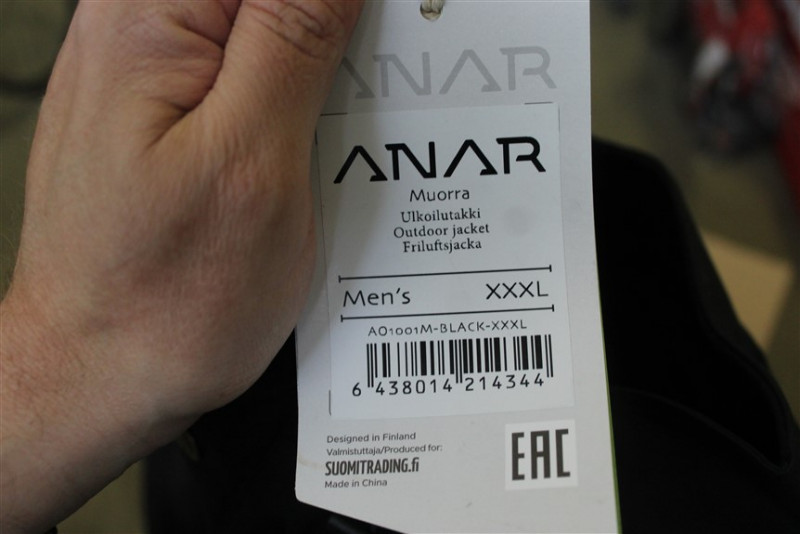 ANAR
ANAR
Muorra
Ulkoilutakki
Outdoor jacket
Friluftsjacka
Men's XXXL
AO1001M-BLACK-XXXL
6 438014 214344
Designed in Finland
Valmistuttaja/Produced for:
SUOMITRADING.fi
Made in China
EAC